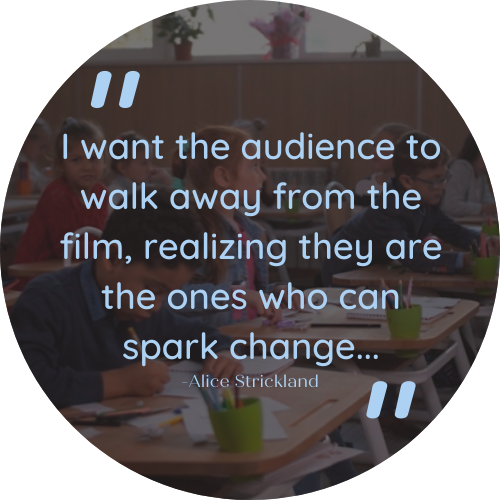 "
I want the audience to
walk away from the
film, realizing they are
the ones who can
spark change...
-Alice Strickland
"